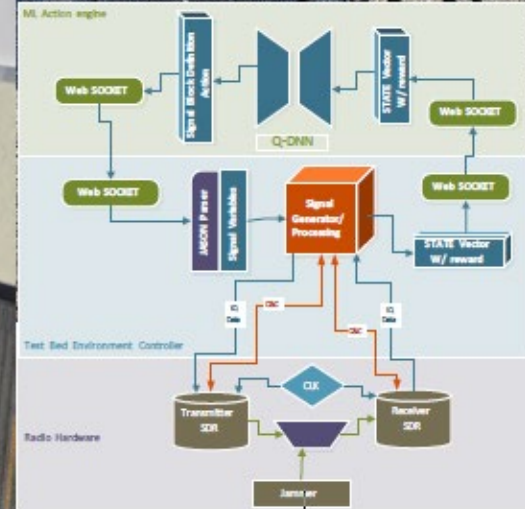 ML Action engine
Signal Block Definition
Action
STATE Vector
W/ reward
Web SOCKET
Q-DNN
Web SOCKET
Web SOCKET
Web SOCKET
JASON Parser
Signal Variables
Signal
Generator/
Processing
STATE Vector
W/ reward
Data
Data
Test Bed Environment Controller
CLK
Transmitter
SDR
Receiver
SDR
Radio Hardware
Jammer